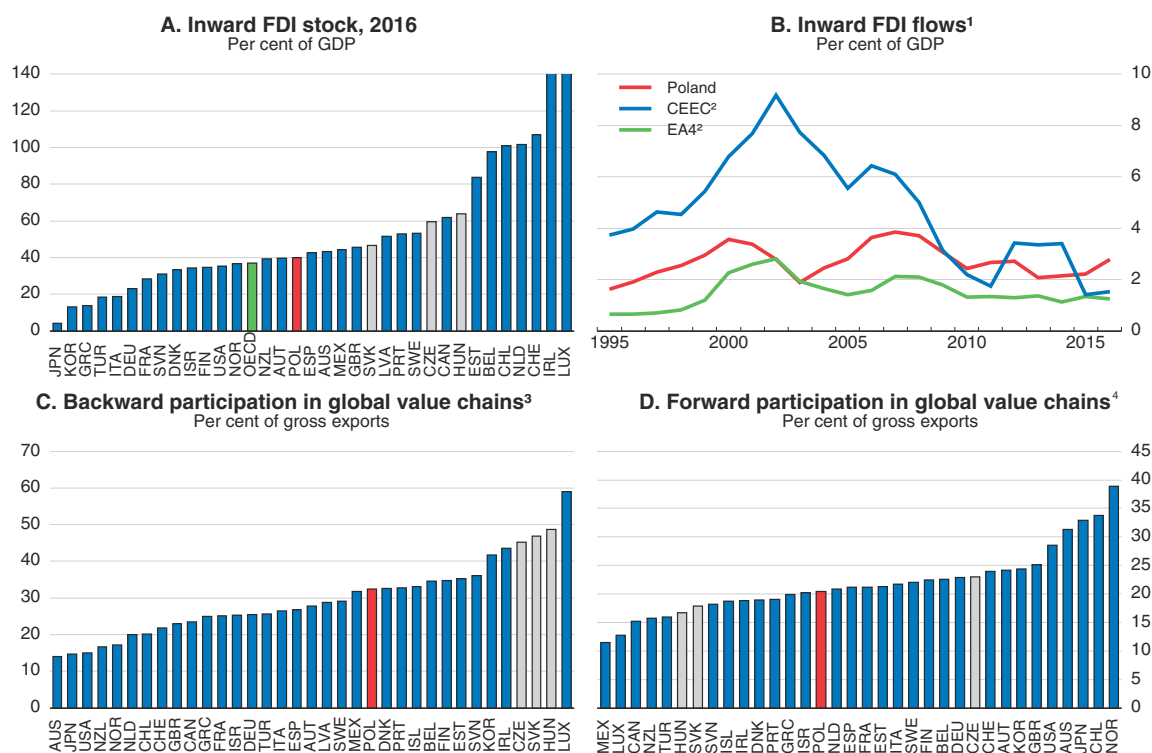 A. Inward FDI stock, 2016
Per cent of GDP
140
120
100
80
60
40
20
0
JPN
KOR
GRC
TUR
ITA
DEU
FRA
SVN
DNK
ISR
FIN
USA
NOR
OECD
NZL
AUT
POL
ESP
AUS
MEX
GBR
SVK
LVA
PRT
SWE
CZE
CAN
HUN
EST
BEL
CHL
NLD
CHE
IRL
LUX
B. Inward FDI flows¹
Per cent of GDP
Poland
CEEC²
EA4²
10
8
6
4
2
0
1995
2000
2005
2010
2015
C. Backward participation in global value chains³
Per cent of gross exports
70
60
50
40
30
20
10
0
AUS
JPN
USA
NZL
NOR
NLD
CHL
CHE
GBR
CAN
GRC
FRA
ISR
DEU
TUR
ITA
ESP
AUT
LVA
SWE
MEX
POL
DNK
PRT
ISL
BEL
FIN
EST
SVN
KOR
IRL
CZE
SVK
HUN
LUX
D. Forward participation in global value chains⁴
Per cent of gross exports
45
40
35
30
25
20
15
10
5
0
MEX
LUX
CAN
NZL
TUR
HUN
SVK
SVN
ISL
IRL
DNK
PRT
GRC
ISR
POL
NLD
ESP
FRA
EST
ITA
SWE
FIN
BEL
DEU
CZE
CHE
AUT
GBR
AUS
JPN
CHL
NOR